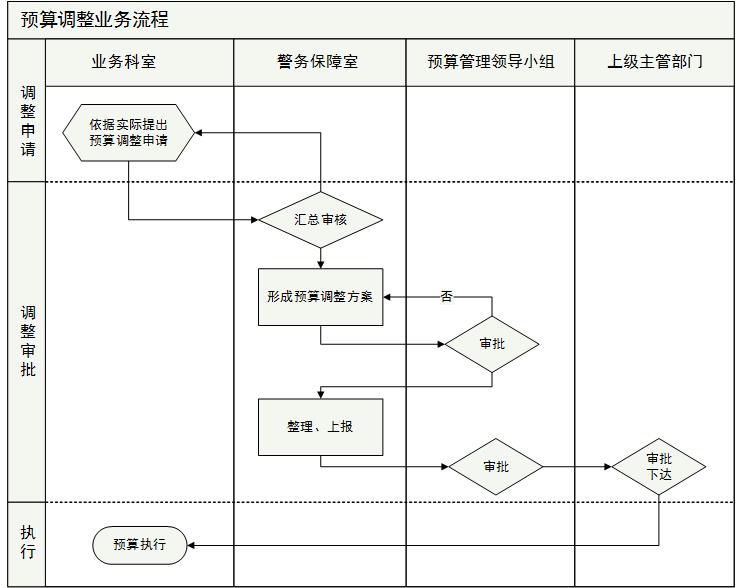 预算调整业务流程
业务科室
警务保障室
预算管理领导小组
上级主管部门
调整申请
依据实际提出
预算调整申请
调整审批
汇总审核
形成预算调整方案
否
审批
整理、上报
审批
审批
下达
执行
预算执行